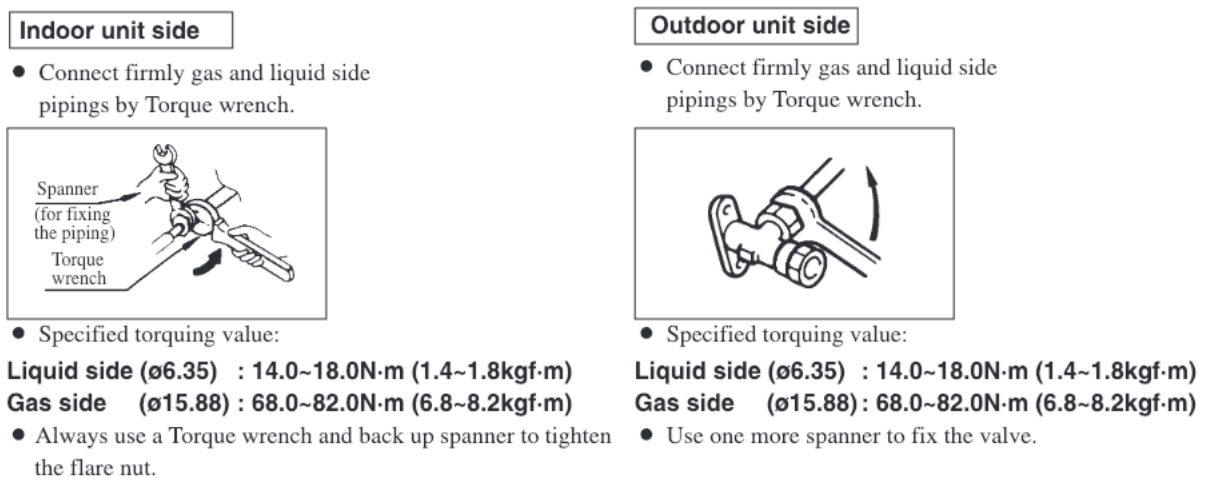 Indoor unit side
● Connect firmly gas and liquid side
pipings by Torque wrench.
Spanner
(for fixing
the piping)
Torque
wrench
● Specified torquing value:
Liquid side (ø6.35) : 14.0~18.0N·m (1.4~1.8kgf·m)
Gas side (ø15.88) : 68.0~82.0N·m (6.8~8.2kgf·m)
● Always use a Torque wrench and back up spanner to tighten
the flare nut.
Outdoor unit side
● Connect firmly gas and liquid side
pipings by Torque wrench.
● Specified torquing value:
Liquid side (ø6.35) : 14.0~18.0N·m (1.4~1.8kgf·m)
Gas side (ø15.88) : 68.0~82.0N·m (6.8~8.2kgf·m)
● Use one more spanner to fix the valve.